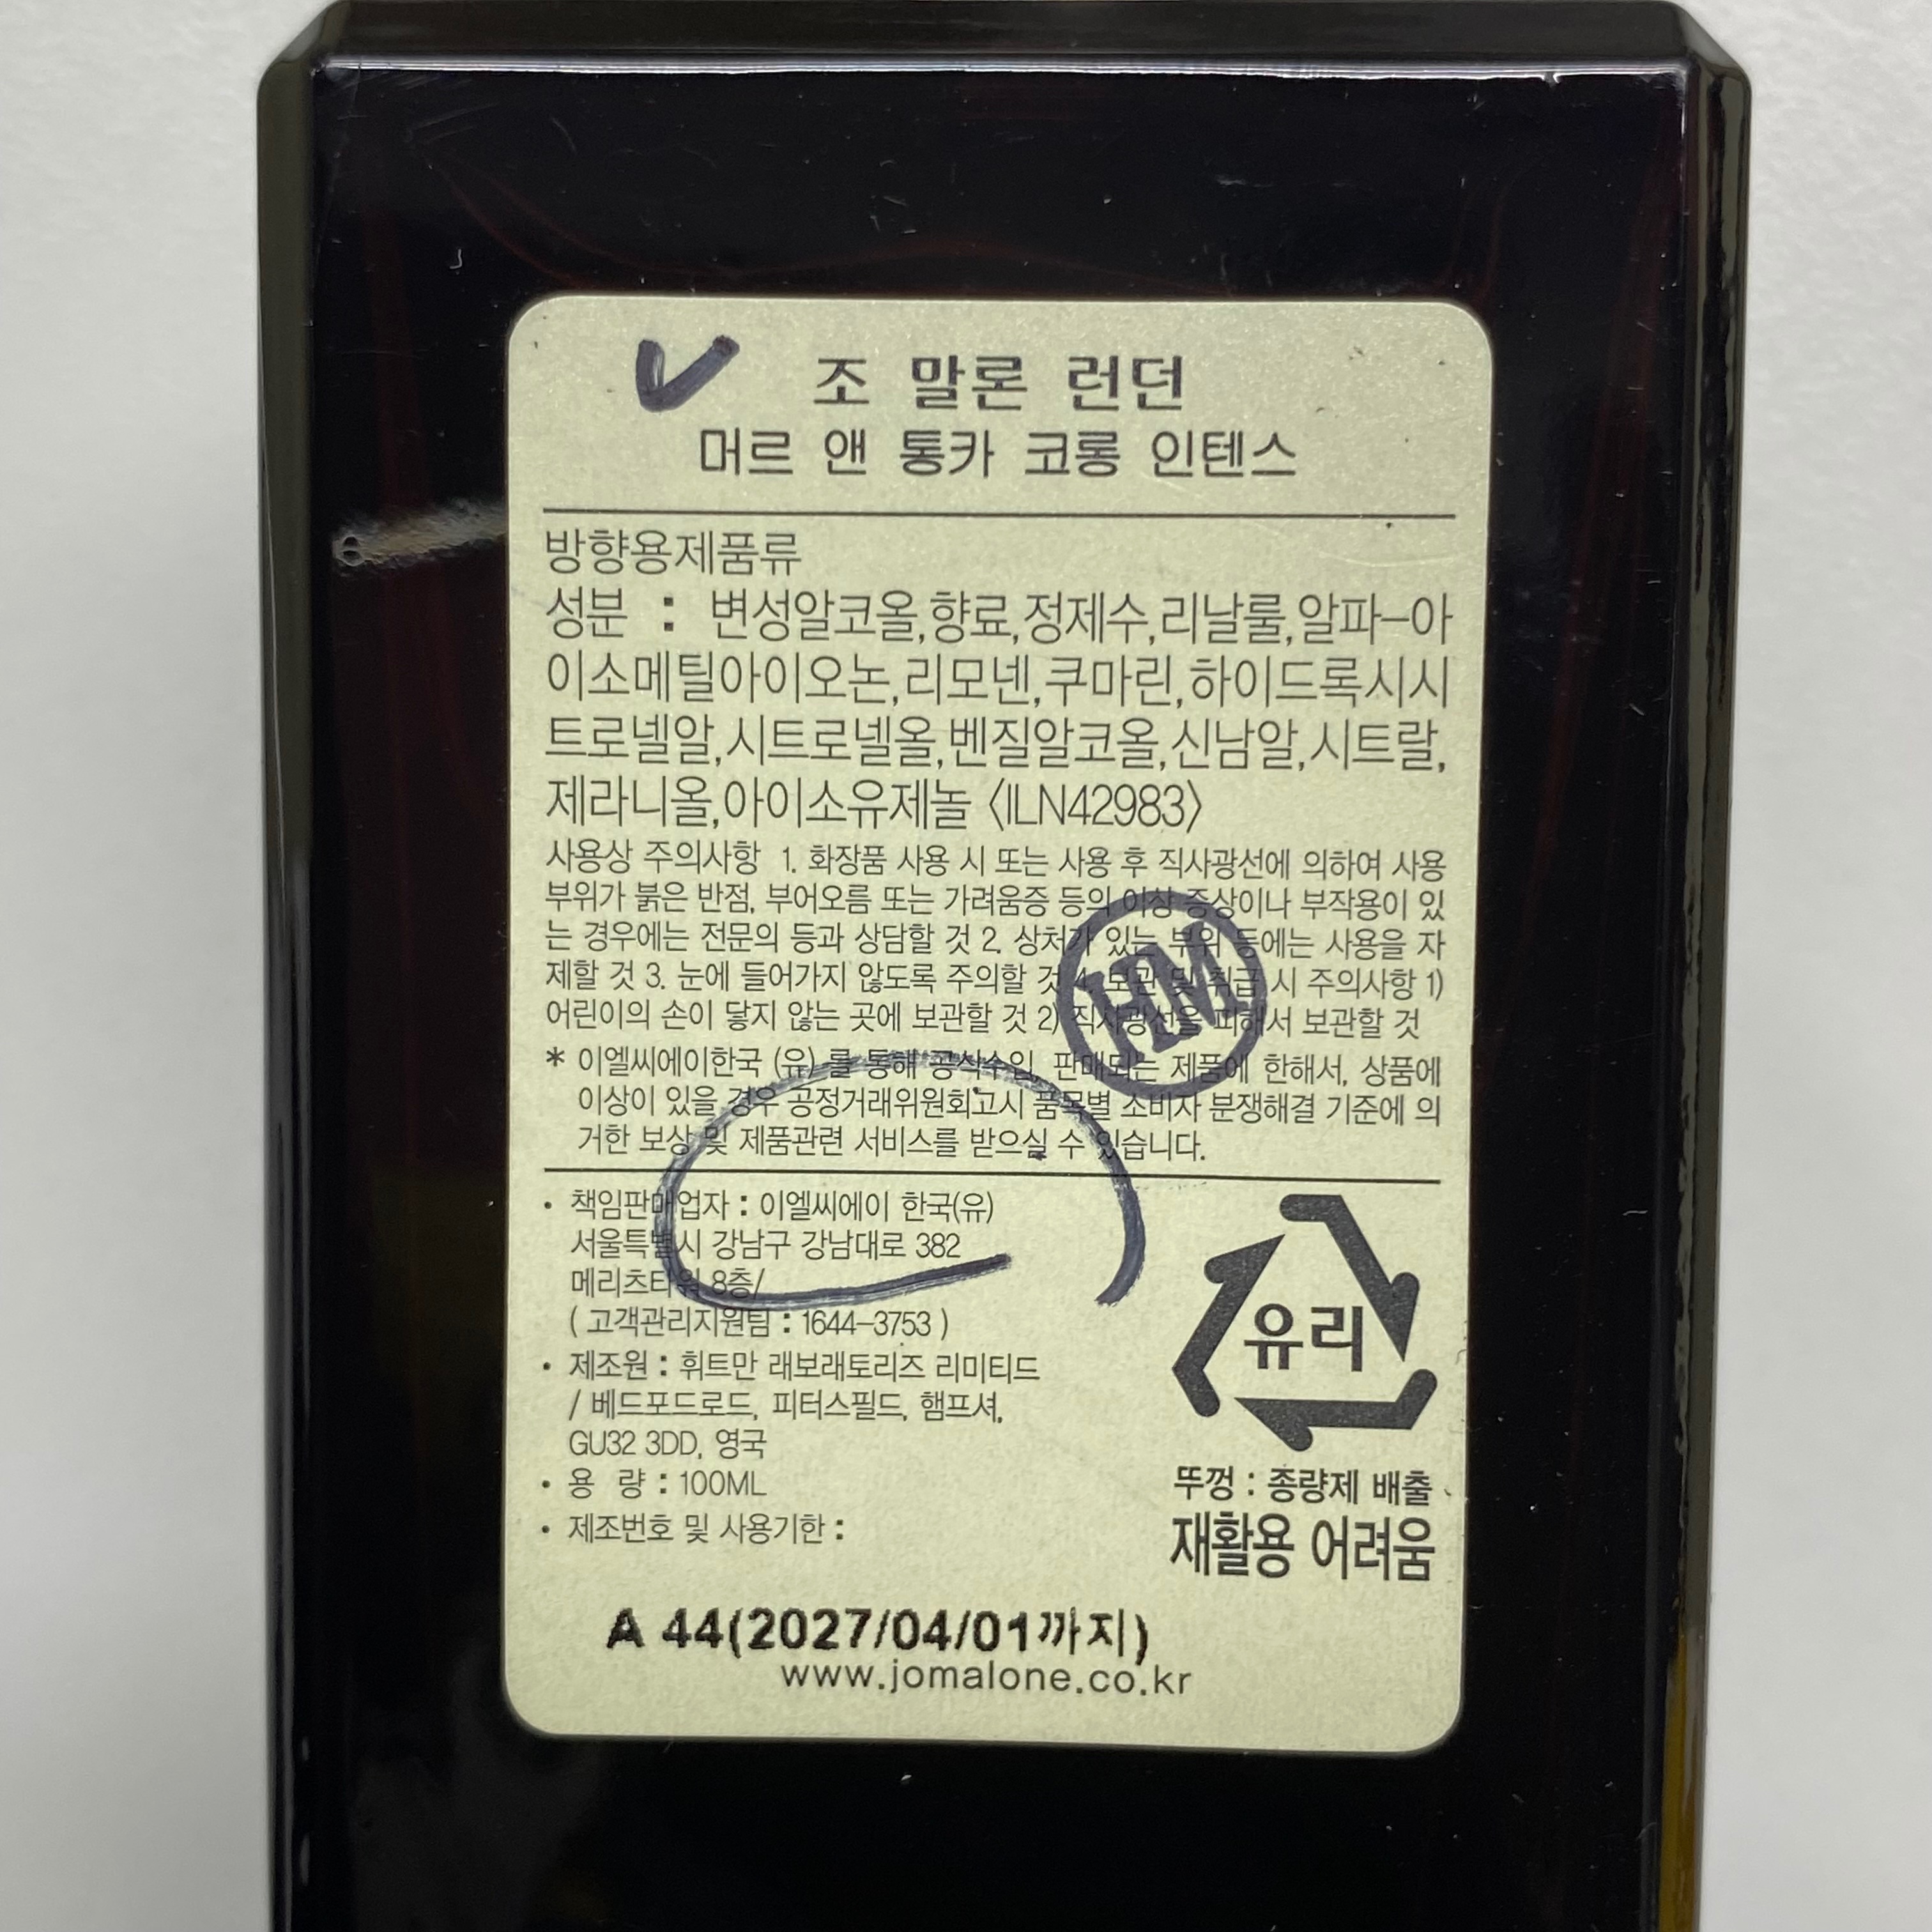 조 말론 런던
머르 앤 통카 코롱 인텐스
방향용제품류
성분 : 변성알코올,향료,정제수,리날룰,알파-아
이소메틸아이오논,리모넨,쿠마린,하이드록시시
트로넬알,시트로넬올,벤질알코올,신남알,시트랄,
제라니올,아이소유제놀 〈ILN42983〉
사용상 주의사항 1. 화장품 사용 시 또는 사용 후 직사광선에 의하여 사용
부위가 붉은 반점, 부어오름 또는 가려움증 등의 이상 증상이나 부작용이 있
는 경우에는 전문의 등과 상담할 것 2. 상처가 있는 부위 등에는 사용을 자
제할 것 3. 눈에 들어가지 않도록 주의할 것 4. 보관 및 취급 시 주의사항 1)
어린이의 손이 닿지 않는 곳에 보관할 것 2) 직사광선을 피해서 보관할 것
HM
* 이엘씨에이한국 (유) 를 통해 공식수입, 판매되는 제품에 한해서, 상품에
이상이 있을 경우 공정거래위원회고시 품목별 소비자 분쟁해결 기준에 의
거한 보상 및 제품관련 서비스를 받으실 수 있습니다.
• 책임판매업자 : 이엘씨에이 한국(유)
서울특별시 강남구 강남대로 382
메리츠타워 8층/
( 고객관리지원팀 : 1644-3753 )
• 제조원 : 휘트만 래보래토리즈 리미티드
/ 베드포드로드, 피터스필드, 햄프셔,
GU32 3DD, 영국
• 용 량 : 100ML
• 제조번호 및 사용기한 :
유리
뚜껑 : 종량제 배출
재활용 어려움
A 44(2027/04/01까지)
www.jomalone.co.kr